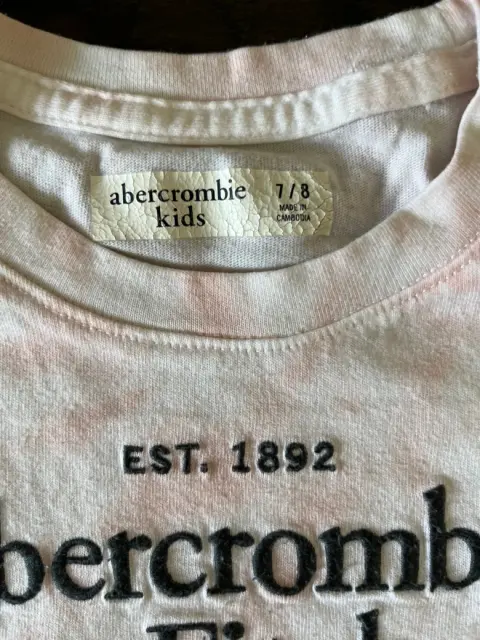 abercrombie
kids
7/8
MADE IN
CAMBODIA
EST. 1892
bercromb